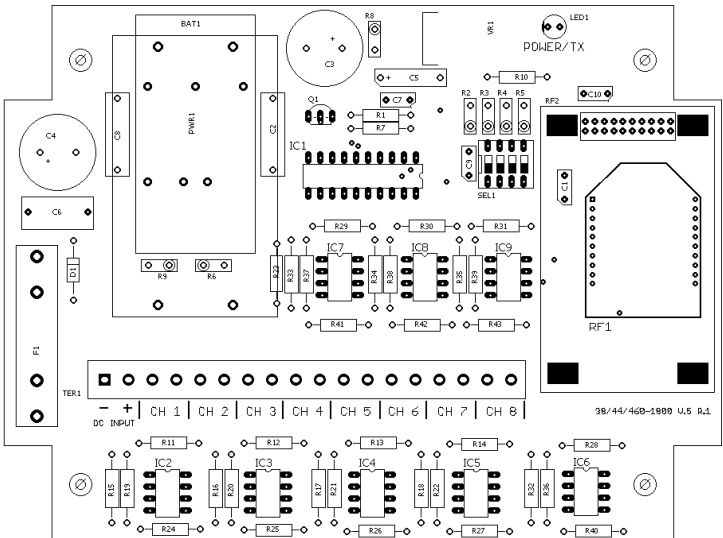 BAT1
R8
VR1
LED1
POWER/TX
+
C3
+ C5
R10
C10
C4
+
C8
PWR1
C2
Q1
C7
R1
R7
R2
R3
R4
R5
RF2
IC1
C9
SEL1
C1
C6
R29
R30
R31
IC7
IC8
IC9
D1
R9
R6
R23
R33
R37
R34
R38
R35
R39
RF1
F1
R41
R42
R43
TER1
- + CH 1 CH 2 CH 3 CH 4 CH 5 CH 6 CH 7 CH 8
DC INPUT
38/44/460-1800 V.5 R.1
R11
R12
R13
R14
R28
IC2
IC3
IC4
IC5
IC6
R15
R19
R16
R20
R17
R21
R18
R22
R32
R36
R24
R25
R26
R27
R40